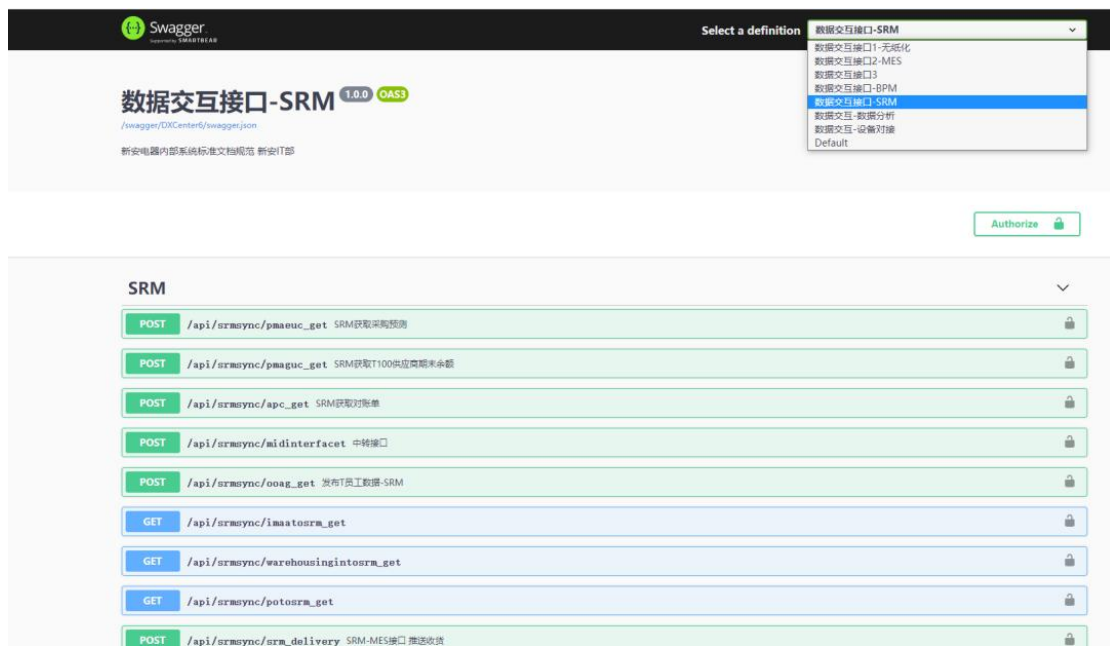 Swagger.
Supported by SMARTBEAR
Select a definition
数据交互接口-SRM
数据交互接口1-无纸化
数据交互接口2-MES
数据交互接口3
数据交互接口-BPM
数据交互接口-SRM
数据交互-数据分析
数据交互-设备对接
Default
数据交互接口-SRM 1.0.0 OAS3
/swagger/DXCenter6/swagger.json
新安电器内部系统标准文档规范 新安IT部
Authorize
SRM
POST /api/srmsync/pmaeuc_get SRM获取采购预测
POST /api/srmsync/pmaguc_get SRM获取T100供应商期末余额
POST /api/srmsync/apc_get SRM获取对账单
POST /api/srmsync/midinterfacet 中转接口
POST /api/srmsync/ooag_get 发布T员工数据-SRM
GET /api/srmsync/imaatosrm_get
GET /api/srmsync/warehousingintosrm_get
GET /api/srmsync/potosrm_get
POST /api/srmsync/srm_delivery SRM-MES接口 推送收货